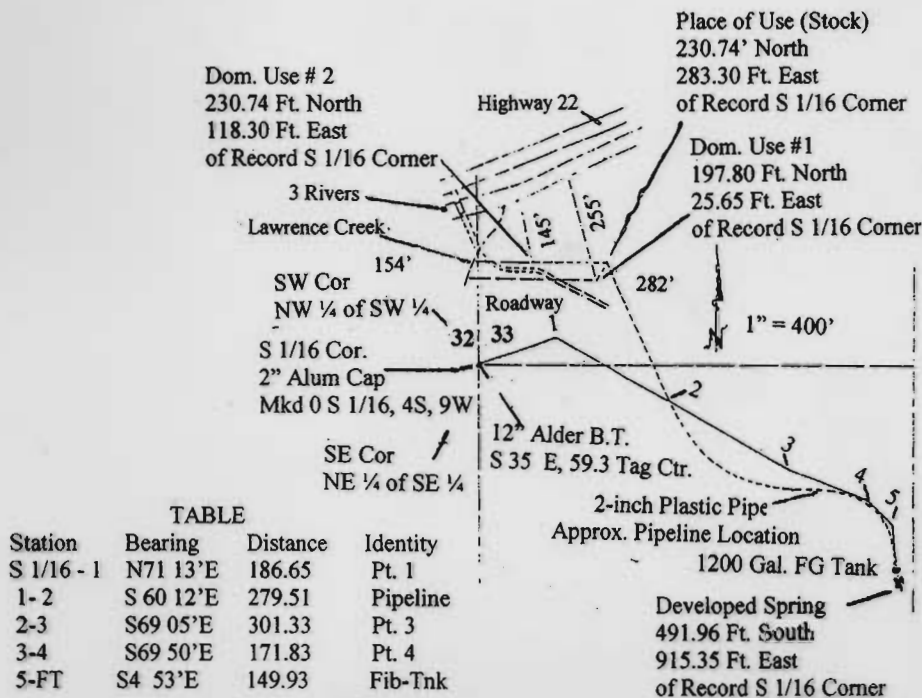 Place of Use (Stock)
230.74' North
283.30 Ft. East
of Record S 1/16 Corner
Dom. Use # 2
230.74 Ft. North
118.30 Ft. East
of Record S 1/16 Corner
Highway 22
Dom. Use #1
197.80 Ft. North
25.65 Ft. East
of Record S 1/16 Corner
3 Rivers
145'
255'
Lawrence Creek
154'
282'
SW Cor
NW ¼ of SW ¼
Roadway
1
N
1" = 400'
32 33
S 1/16 Cor.
2" Alum Cap
Mkd 0 S 1/16, 4S, 9W
2
12" Alder B.T.
S 35 E, 59.3 Tag Ctr.
SE Cor
NE ¼ of SE ¼
3
4
5
2-inch Plastic Pipe
Approx. Pipeline Location
1200 Gal. FG Tank
Developed Spring
491.96 Ft. South
915.35 Ft. East
of Record S 1/16 Corner
TABLE
Station Bearing Distance Identity
S 1/16 - 1 N71 13'E 186.65 Pt. 1
1- 2 S 60 12'E 279.51 Pipeline
2-3 S69 05'E 301.33 Pt. 3
3-4 S69 50'E 171.83 Pt. 4
5-FT S4 53'E 149.93 Fib-Tnk